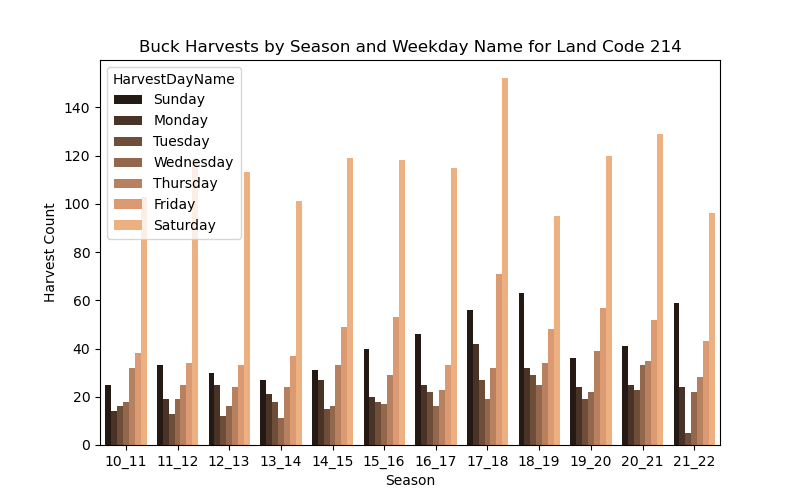 Buck Harvests by Season and Weekday Name for Land Code 214
HarvestDayName
Sunday
Monday
Tuesday
Wednesday
Thursday
Friday
Saturday
Harvest Count
140
120
100
80
60
40
20
0
10_11 11_12 12_13 13_14 14_15 15_16 16_17 17_18 18_19 19_20 20_21 21_22
Season